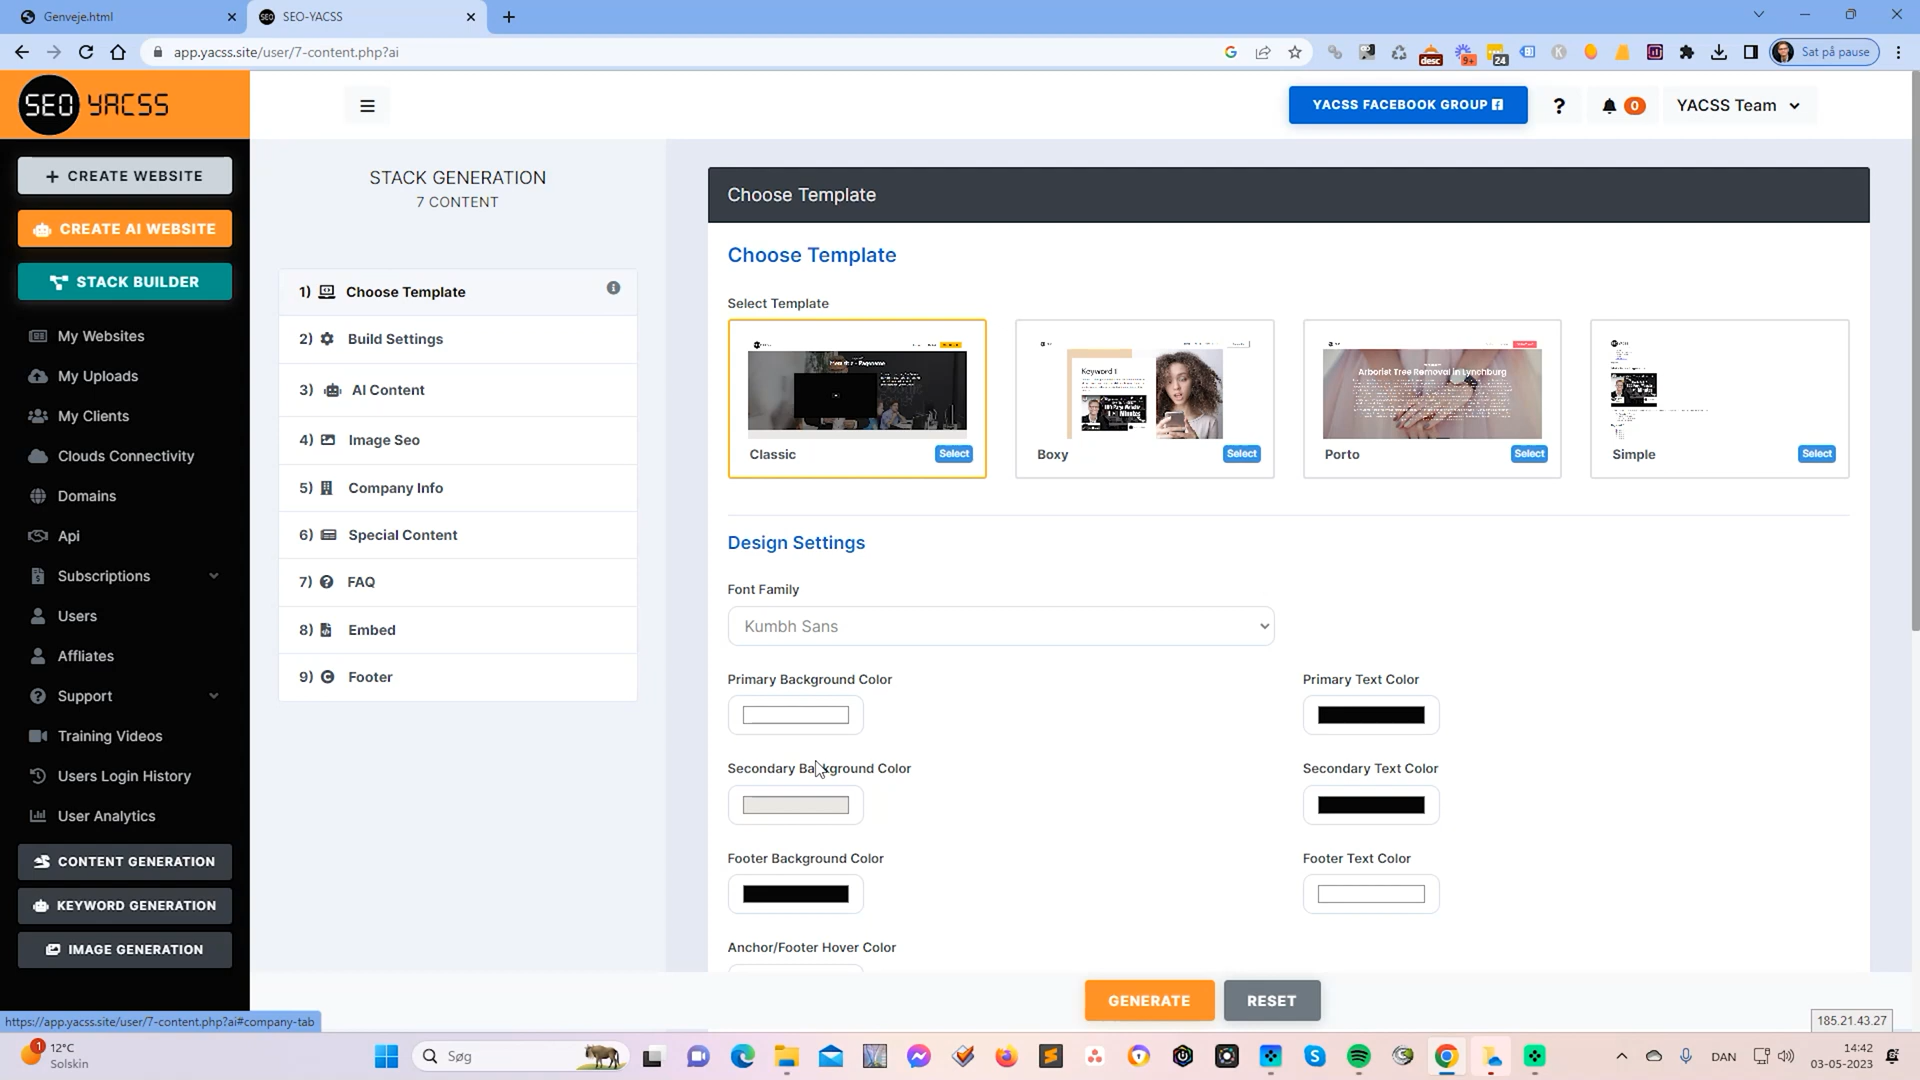 Genveje.html
SEO-YACSS
app.yacss.site/user/7-content.php?ai
desc
9+
24
Sat på pause
SEO YACSS
YACSS FACEBOOK GROUP
?
0
YACSS Team
CREATE WEBSITE
CREATE AI WEBSITE
STACK BUILDER
My Websites
My Uploads
My Clients
Clouds Connectivity
Domains
Api
Subscriptions
Users
Affliates
Support
Training Videos
Users Login History
User Analytics
CONTENT GENERATION
KEYWORD GENERATION
IMAGE GENERATION
STACK GENERATION
7 CONTENT
1) Choose Template
2) Build Settings
3) AI Content
4) Image Seo
5) Company Info
6) Special Content
7) FAQ
8) Embed
9) Footer
Choose Template
Choose Template
Select Template
Classic
Select
Keyword 1
Boxy
Select
Arborist Tree Removal in Lynchburg
Porto
Select
Simple
Select
Design Settings
Font Family
Kumbh Sans
Primary Background Color
Primary Text Color
Secondary Background Color
Secondary Text Color
Footer Background Color
Footer Text Color
Anchor/Footer Hover Color
GENERATE
RESET
https://app.yacss.site/user/7-content.php?ai#company-tab
185.21.43.27
1
12°C
Solskin
Søg
DAN
14:42
03-05-2023